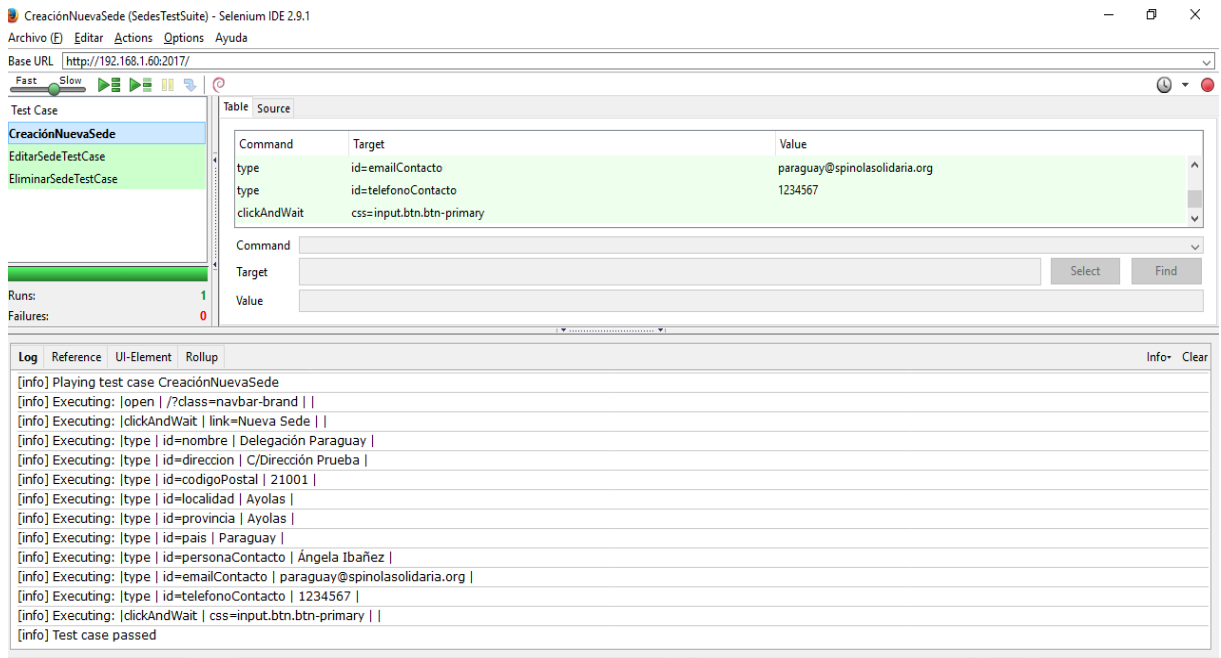 CreaciónNuevaSede (SedesTestSuite) - Selenium IDE 2.9.1
Archivo (F) Editar Actions Options Ayuda
Base URL http://192.168.1.60:2017/
Fast Slow
Test Case
CreaciónNuevaSede
EditarSedeTestCase
EliminarSedeTestCase
Runs: 1
Failures: 0
Table Source
Command Target Value
type id=emailContacto paraguay@spinolasolidaria.org
type id=telefonoContacto 1234567
clickAndWait css=input.btn.btn-primary
Command
Target Select Find
Value
Log Reference UI-Element Rollup Info Clear
[info] Playing test case CreaciónNuevaSede
[info] Executing: |open | /?class=navbar-brand | |
[info] Executing: |clickAndWait | link=Nueva Sede | |
[info] Executing: |type | id=nombre | Delegación Paraguay |
[info] Executing: |type | id=direccion | C/Dirección Prueba |
[info] Executing: |type | id=codigoPostal | 21001 |
[info] Executing: |type | id=localidad | Ayolas |
[info] Executing: |type | id=provincia | Ayolas |
[info] Executing: |type | id=pais | Paraguay |
[info] Executing: |type | id=personaContacto | Ángela Ibañez |
[info] Executing: |type | id=emailContacto | paraguay@spinolasolidaria.org |
[info] Executing: |type | id=telefonoContacto | 1234567 |
[info] Executing: |clickAndWait | css=input.btn.btn-primary | |
[info] Test case passed